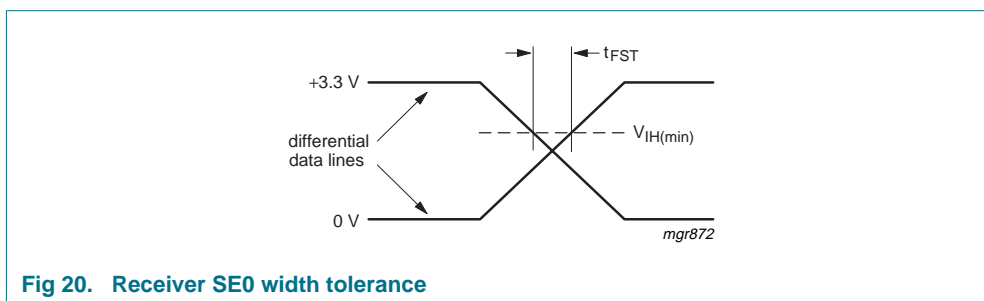 tFST
+3.3 V
VIH(min)
differential
data lines
0 V
mgr872
Fig 20. Receiver SE0 width tolerance